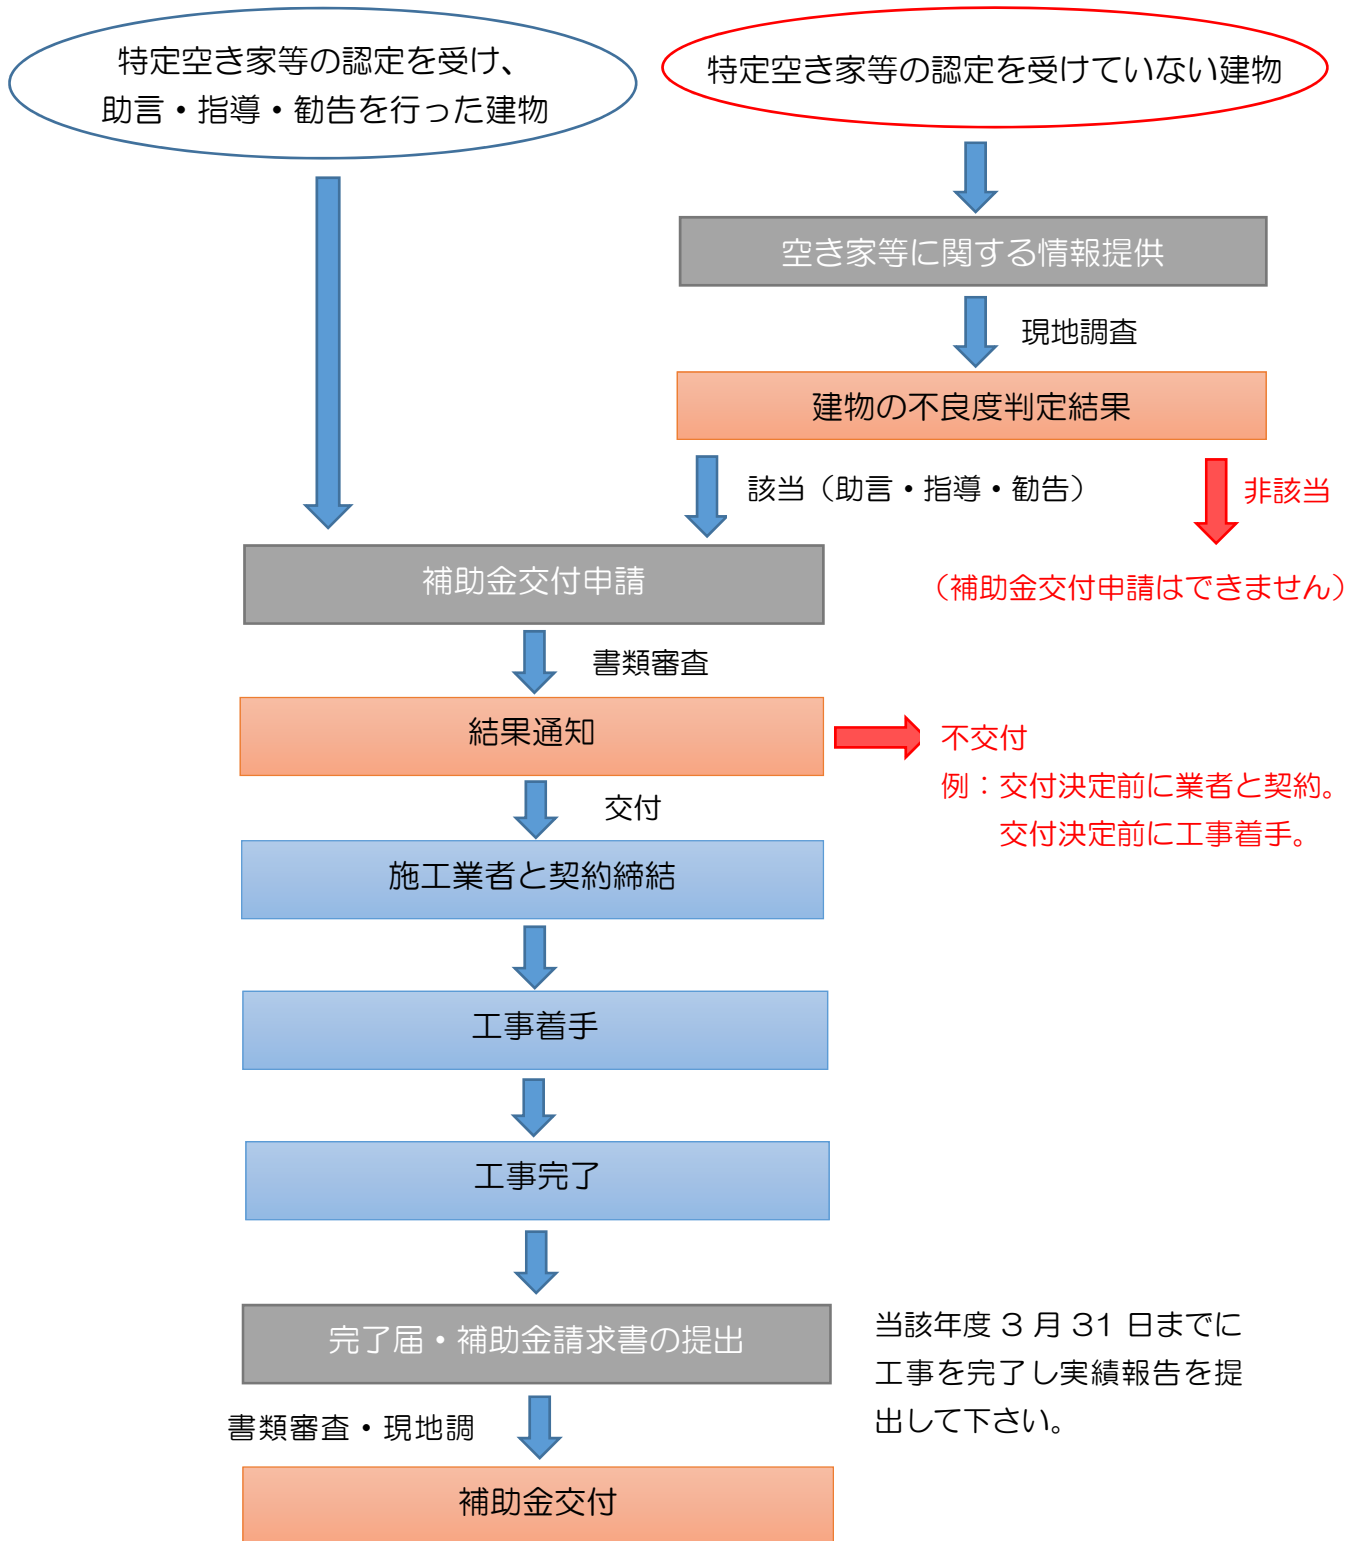 特定空き家等の認定を受け、
助言・指導・勧告を行った建物
特定空き家等の認定を受けていない建物
空き家等に関する情報提供
現地調査
建物の不良度判定結果
該当（助言・指導・勧告）
非該当
補助金交付申請
（補助金交付申請はできません）
書類審査
結果通知
不交付
例：交付決定前に業者と契約。
交付決定前に工事着手。
交付
施工業者と契約締結
工事着手
工事完了
完了届・補助金請求書の提出
当該年度 3 月 31 日までに
工事を完了し実績報告を提
出して下さい。
書類審査・現地調
補助金交付